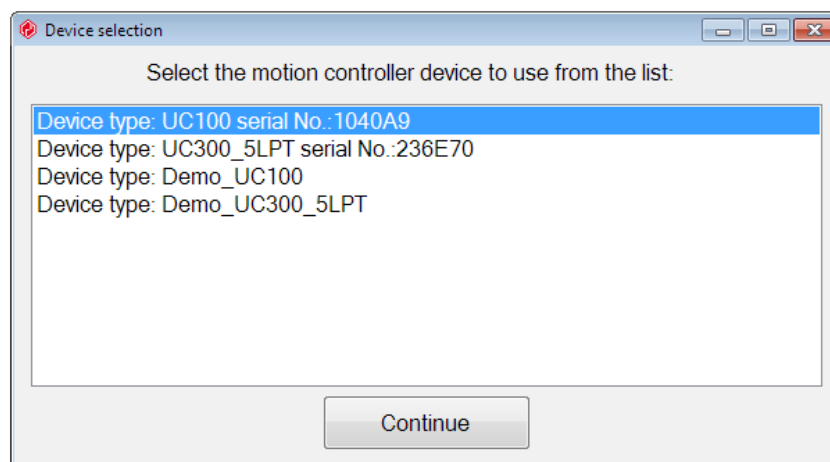 Device selection
Select the motion controller device to use from the list:
Device type: UC100 serial No.:1040A9
Device type: UC300_5LPT serial No.:236E70
Device type: Demo_UC100
Device type: Demo_UC300_5LPT
Continue